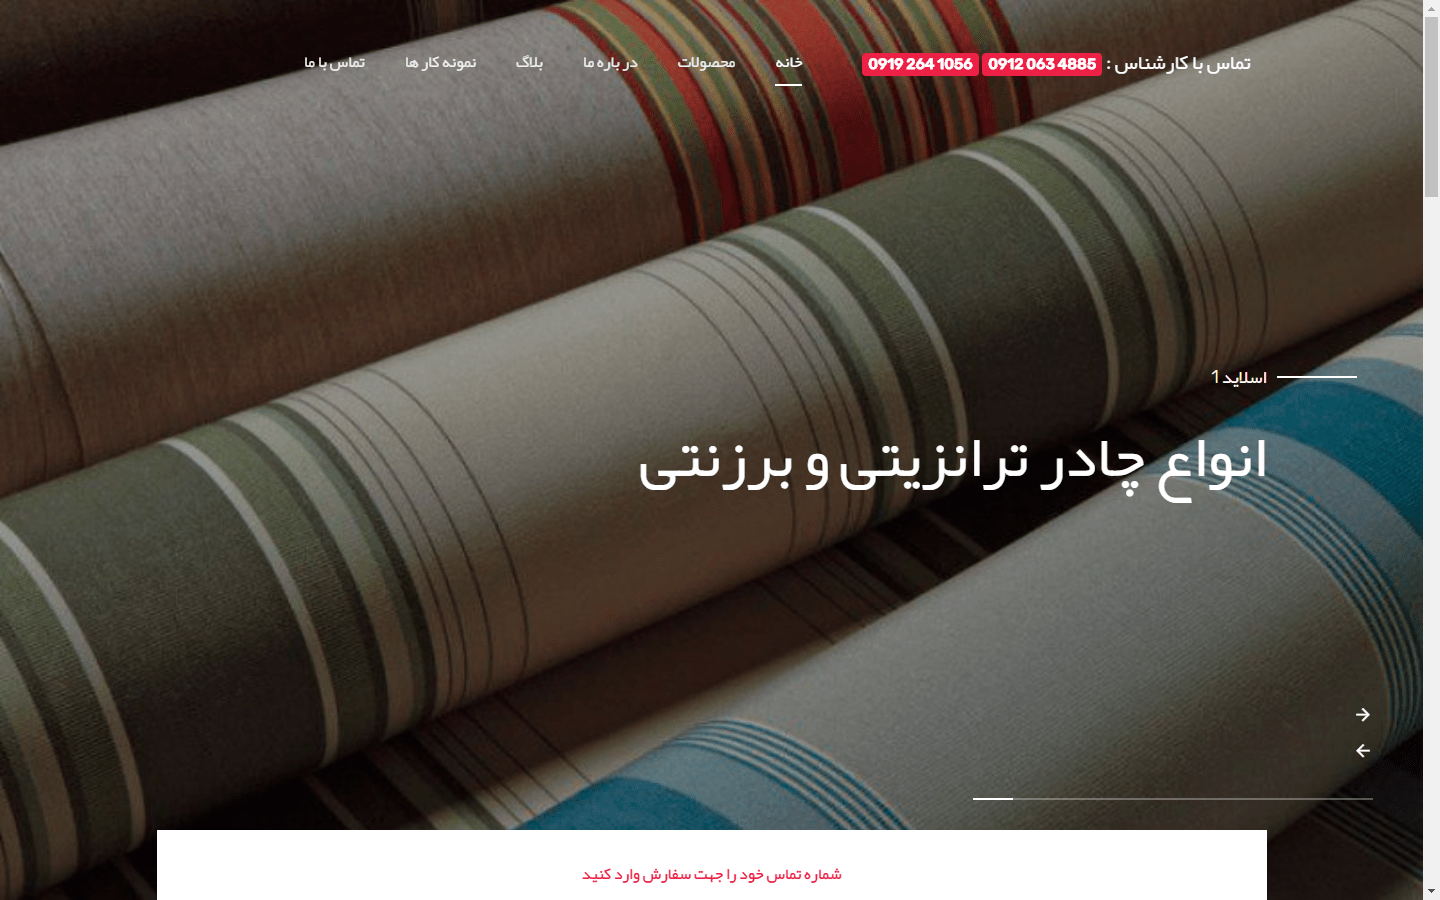 تماس با کارشناس : 0912 063 4885 0919 264 1056
خانه
محصولات
در باره ما
بلاگ
نمونه کار ها
تماس با ما
اسلاید 1
انواع چادر ترانزیتی و برزنتی
شماره تماس خود را جهت سفارش وارد کنید